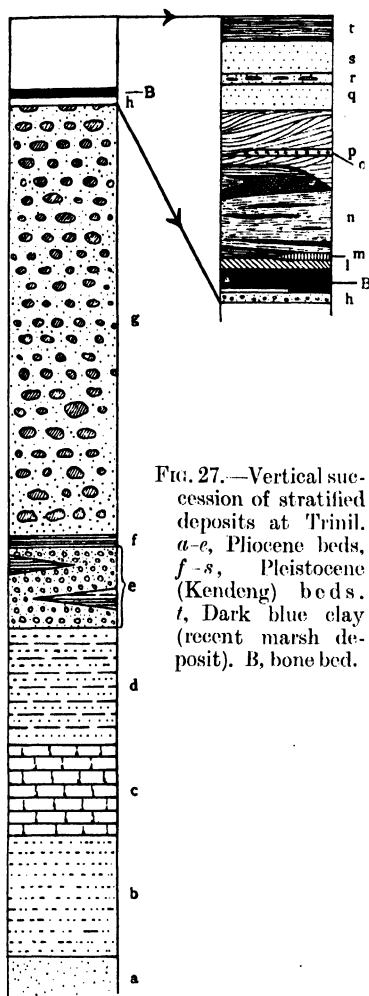 t
s
r
q
p
o
n
m
l
B
h
B
h
g
f
e
d
c
b
a
FIG. 27.—Vertical suc-
cession of stratified
deposits at Trinil.
a-e, Pliocene beds,
f-s, Pleistocene
(Kendeng) beds.
t, Dark blue clay
(recent marsh de-
posit). B, bone bed.